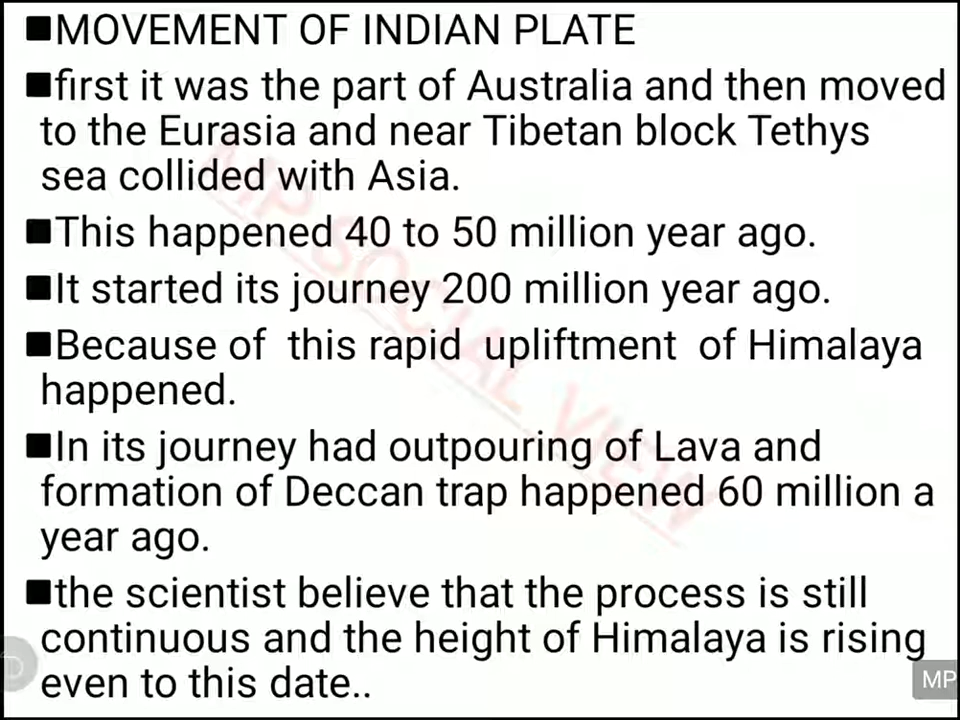 ■MOVEMENT OF INDIAN PLATE
■first it was the part of Australia and then moved
to the Eurasia and near Tibetan block Tethys
sea collided with Asia.
■This happened 40 to 50 million year ago.
■It started its journey 200 million year ago.
■Because of this rapid upliftment of Himalaya
happened.
■In its journey had outpouring of Lava and
formation of Deccan trap happened 60 million a
year ago.
■the scientist believe that the process is still
continuous and the height of Himalaya is rising
even to this date..
MP SOCIAL VIEW
MP